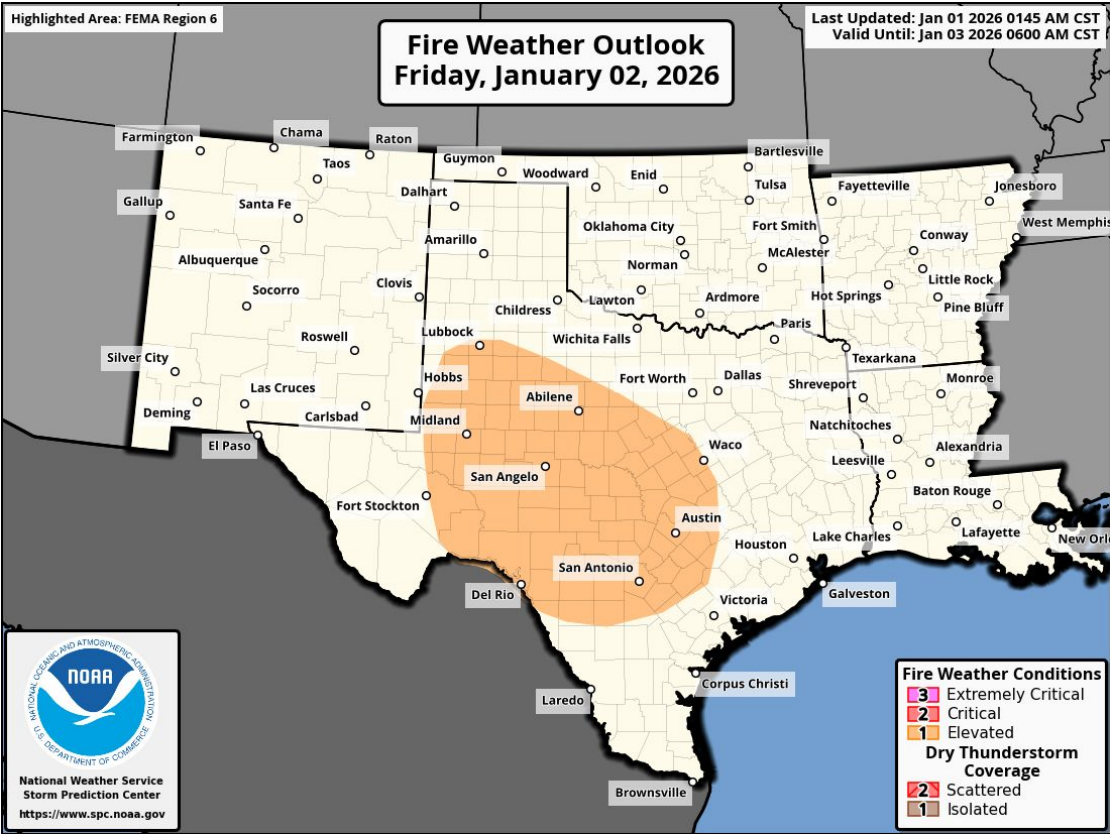 Highlighted Area: FEMA Region 6
Last Updated: Jan 01 2026 0145 AM CST
Valid Until: Jan 03 2026 0600 AM CST
Fire Weather Outlook
Friday, January 02, 2026
Farmington
Chama
Raton
Taos
Guymon
Woodward
Enid
Bartlesville
Tulsa
Fayetteville
Jonesboro
Gallup
Santa Fe
Dalhart
Oklahoma City
Fort Smith
West Memphis
Albuquerque
Amarillo
Norman
McAlester
Conway
Socorro
Clovis
Childress
Lawton
Ardmore
Hot Springs
Little Rock
Pine Bluff
Roswell
Lubbock
Wichita Falls
Paris
Texarkana
Silver City
Las Cruces
Hobbs
Fort Worth
Dallas
Shreveport
Monroe
Deming
Carlsbad
Midland
Abilene
Natchitoches
El Paso
Waco
Leesville
Alexandria
San Angelo
Fort Stockton
Austin
Baton Rouge
Houston
Lake Charles
Lafayette
New Orl
San Antonio
Del Rio
Victoria
Galveston
Laredo
Corpus Christi
Brownsville
NATIONAL OCEANIC AND ATMOSPHERIC ADMINISTRATION
NOAA
U.S. DEPARTMENT OF COMMERCE
National Weather Service
Storm Prediction Center
https://www.spc.noaa.gov
Fire Weather Conditions
3 Extremely Critical
2 Critical
1 Elevated
Dry Thunderstorm
Coverage
2 Scattered
1 Isolated